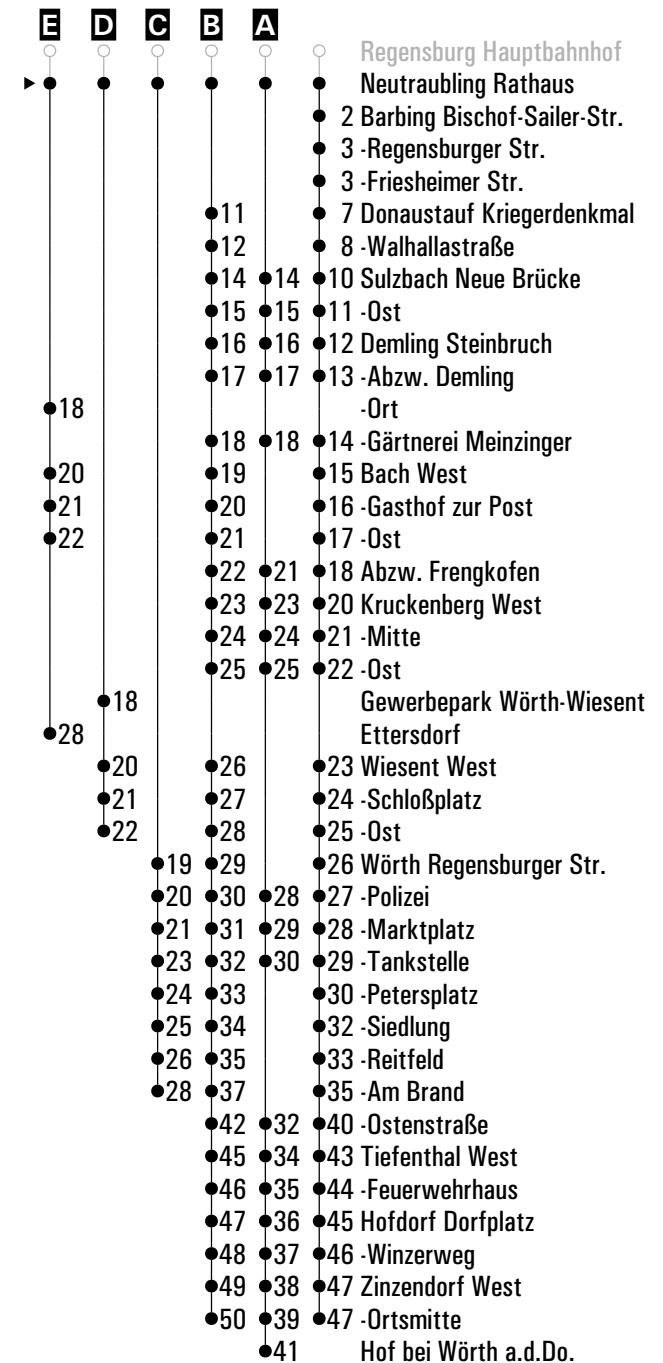 E D C B A
Regensburg Hauptbahnhof
Neutraubling Rathaus
2 Barbing Bischof-Sailer-Str.
3 -Regensburger Str.
3 -Friesheimer Str.
11 7 Donaustauf Kriegerdenkmal
12 8 -Walhallastraße
14 14 10 Sulzbach Neue Brücke
15 15 11 -Ost
16 16 12 Demling Steinbruch
17 17 13 -Abzw. Demling
18 -Ort
18 18 14 -Gärtnerei Meinzinger
20 19 15 Bach West
21 20 16 -Gasthof zur Post
22 21 17 -Ost
22 21 18 Abzw. Frengkofen
23 23 20 Kruckenberg West
24 24 21 -Mitte
25 25 22 -Ost
18 Gewerbepark Wörth-Wiesent
28 Ettersdorf
20 26 23 Wiesent West
21 27 24 -Schloßplatz
22 28 25 -Ost
19 29 26 Wörth Regensburger Str.
20 30 28 27 -Polizei
21 31 29 28 -Marktplatz
23 32 30 29 -Tankstelle
24 33 30 -Petersplatz
25 34 32 -Siedlung
26 35 33 -Reitfeld
28 37 35 -Am Brand
42 32 40 -Ostenstraße
45 34 43 Tiefenthal West
46 35 44 -Feuerwehrhaus
47 36 45 Hofdorf Dorfplatz
48 37 46 -Winzerweg
49 38 47 Zinzendorf West
50 39 47 -Ortsmitte
41 Hof bei Wörth a.d.Do.